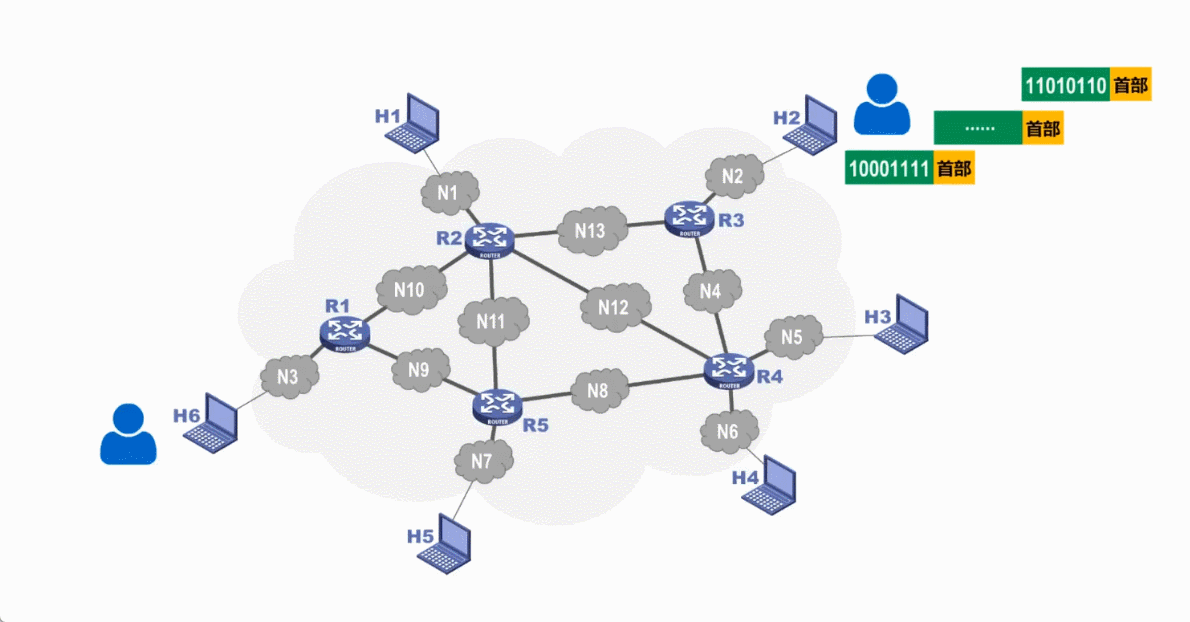 11010110 首部
H1
H2
…… 首部
10001111 首部
N2
N1
R3
N13
R2
ROUTER
ROUTER
N10
N4
R1
N12
H3
N11
N5
ROUTER
N9
N3
R4
ROUTER
N8
H6
R5
ROUTER
N6
N7
H4
H5